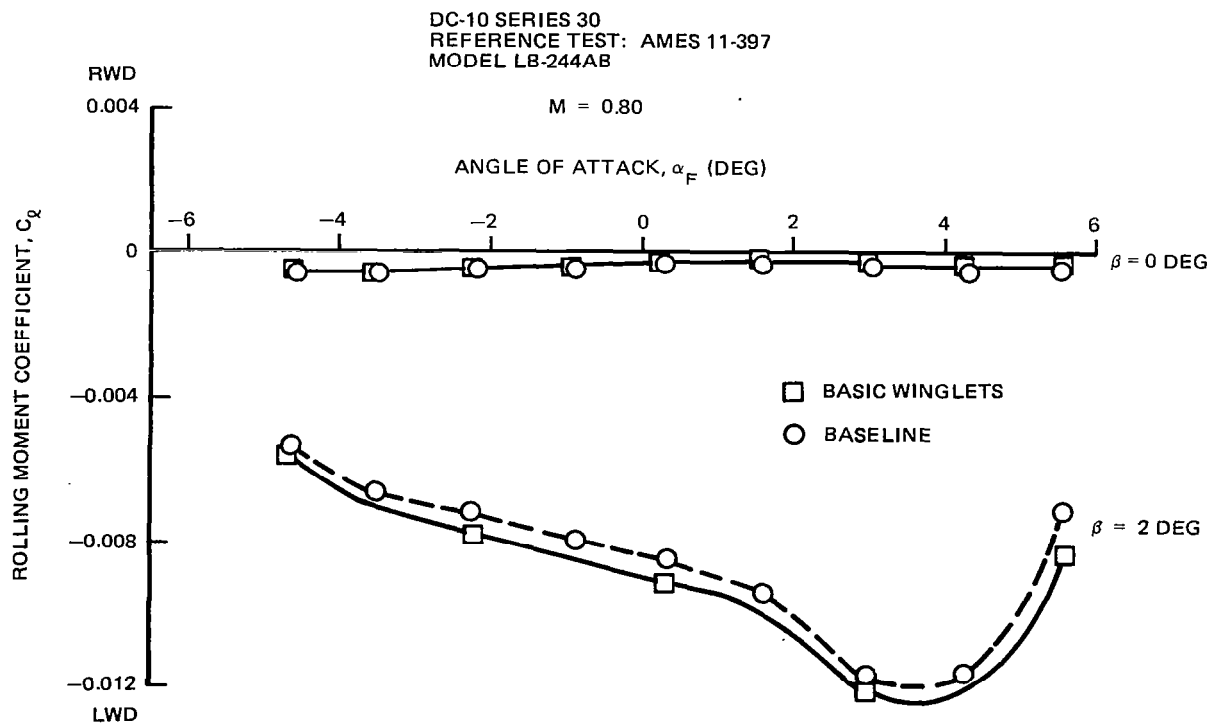 DC-10 SERIES 30
REFERENCE TEST: AMES 11-397
MODEL LB-244AB
RWD
0.004
M = 0.80
ANGLE OF ATTACK, α_F (DEG)
−6 −4 −2 0 2 4 6
0
β = 0 DEG
ROLLING MOMENT COEFFICIENT, C_ℓ
−0.004
BASIC WINGLETS
BASELINE
−0.008
β = 2 DEG
−0.012
LWD